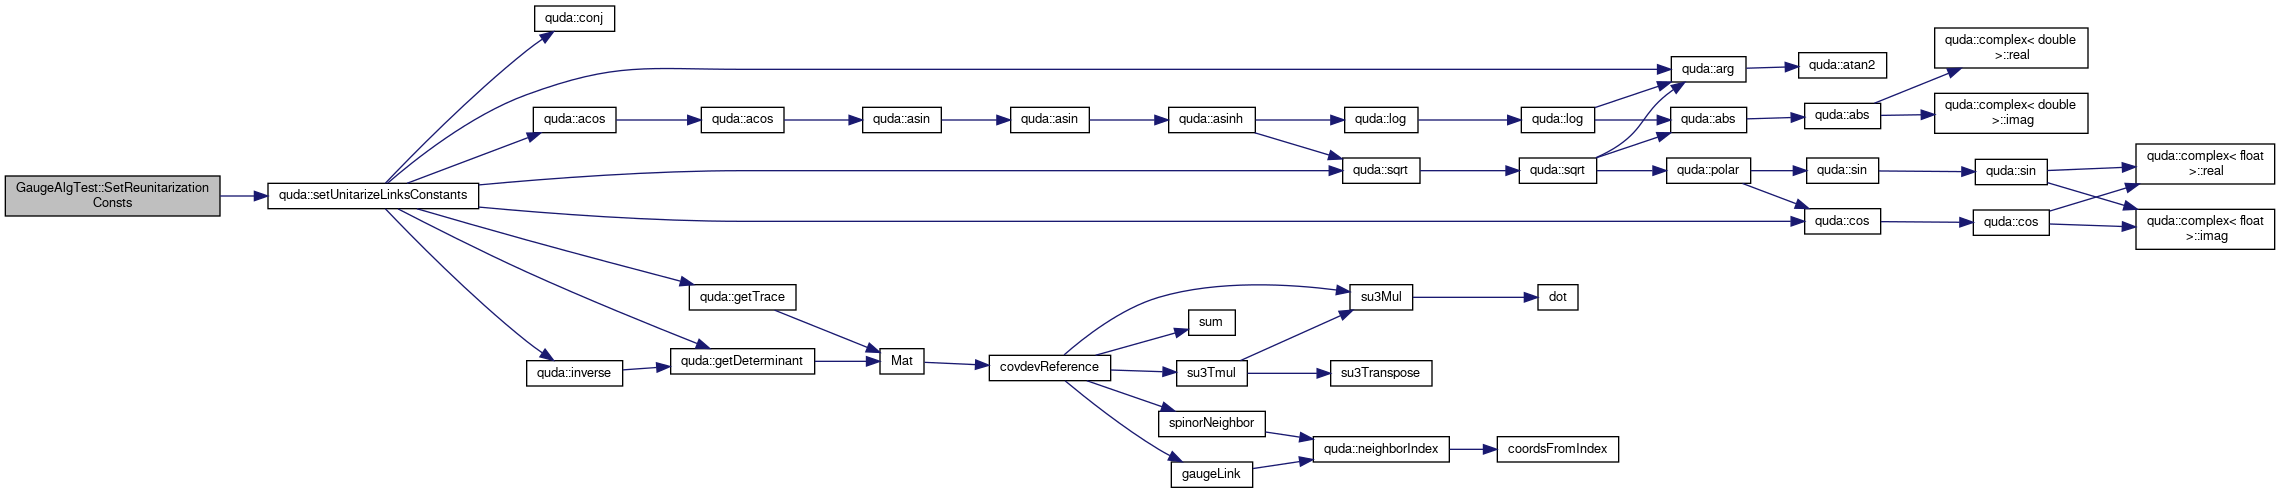 GaugeAlgTest::SetReunitarization
Consts
quda::setUnitarizeLinksConstants
quda::conj
quda::acos
quda::acos
quda::asin
quda::asin
quda::asinh
quda::log
quda::log
quda::sqrt
quda::sqrt
quda::arg
quda::atan2
quda::abs
quda::abs
quda::complex< double
>::real
quda::complex< double
>::imag
quda::polar
quda::sin
quda::sin
quda::cos
quda::cos
quda::complex< float
>::real
quda::complex< float
>::imag
quda::getTrace
quda::getDeterminant
quda::inverse
Mat
covdevReference
su3Mul
dot
sum
su3Tmul
su3Transpose
spinorNeighbor
gaugeLink
quda::neighborIndex
coordsFromIndex